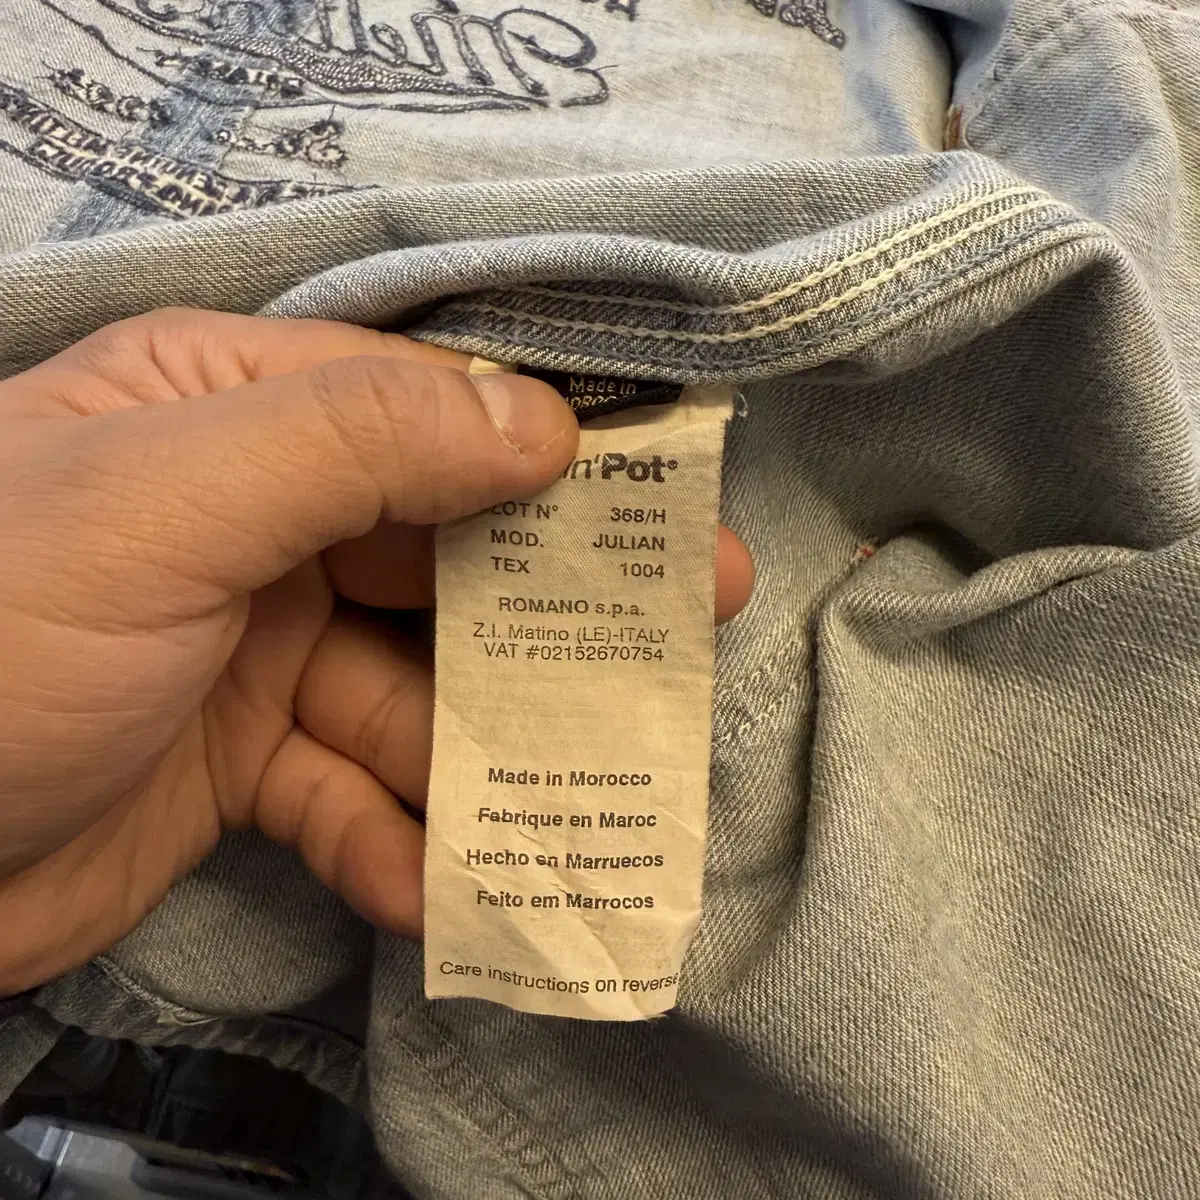 Made in
in'Pot
LOT N° 368/H
MOD. JULIAN
TEX 1004
ROMANO s.p.a.
Z.I. Matino (LE)-ITALY
VAT #02152670754
Made in Morocco
Fabrique en Maroc
Hecho en Marruecos
Feito em Marrocos
Care instructions on reverse